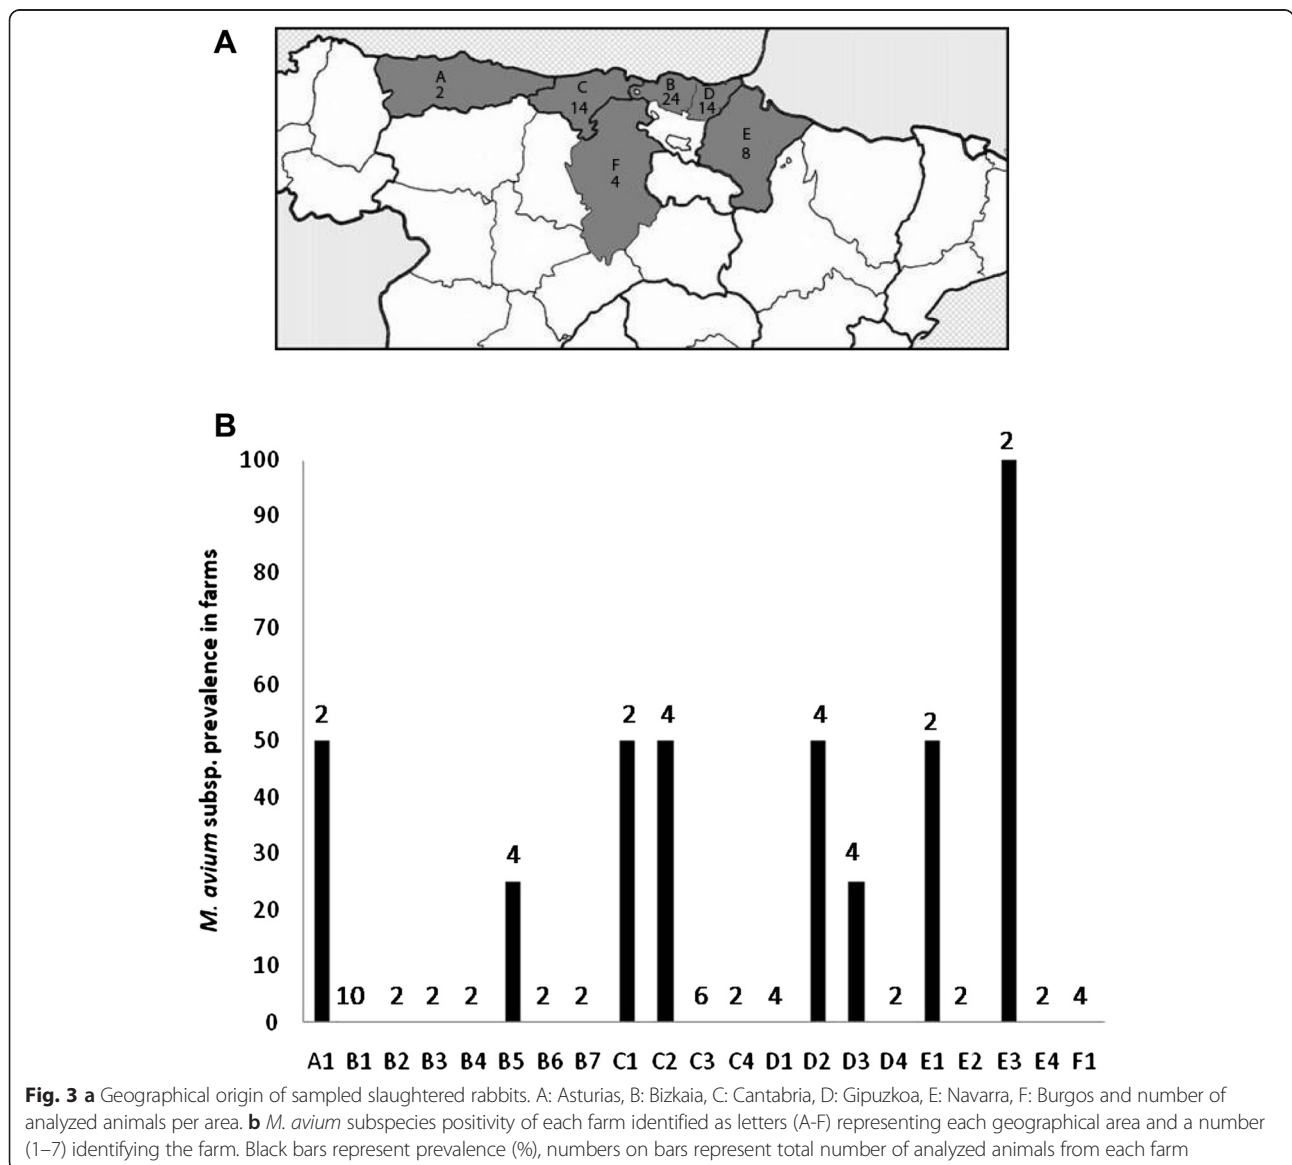 A
A
2
C
14
B
24
D
14
E
8
F
4
B
M. avium subsp. prevalence in farms
100
90
80
70
60
50
40
30
20
10
0
2
10
2
2
2
4
2
2
2
4
6
2
4
4
4
2
2
2
2
2
4
A1 B1 B2 B3 B4 B5 B6 B7 C1 C2 C3 C4 D1 D2 D3 D4 E1 E2 E3 E4 F1
Fig. 3 a Geographical origin of sampled slaughtered rabbits. A: Asturias, B: Bizkaia, C: Cantabria, D: Gipuzkoa, E: Navarra, F: Burgos and number of
analyzed animals per area. b M. avium subspecies positivity of each farm identified as letters (A-F) representing each geographical area and a number
(1–7) identifying the farm. Black bars represent prevalence (%), numbers on bars represent total number of analyzed animals from each farm